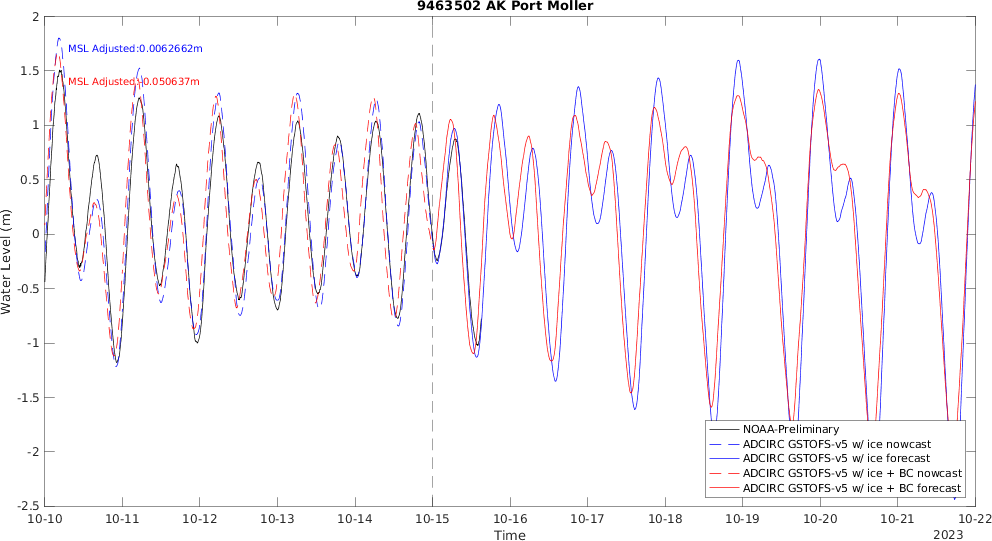 9463502 AK Port Moller
2
1.5
1
0.5
0
-0.5
-1
-1.5
-2
-2.5
Water Level (m)
MSL Adjusted:0.0062662m
MSL Adjusted:-0.050637m
NOAA-Preliminary
ADCIRC GSTOFS-v5 w/ ice nowcast
ADCIRC GSTOFS-v5 w/ ice forecast
ADCIRC GSTOFS-v5 w/ ice + BC nowcast
ADCIRC GSTOFS-v5 w/ ice + BC forecast
10-10 10-11 10-12 10-13 10-14 10-15 10-16 10-17 10-18 10-19 10-20 10-21 10-22
Time
2023